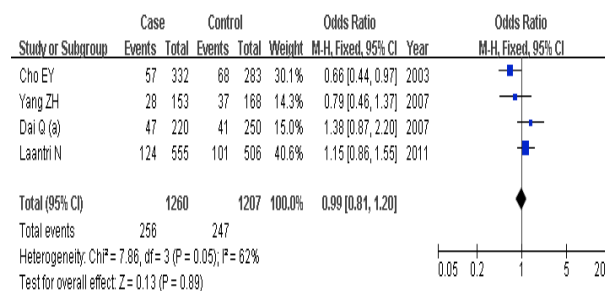 Case Control Odds Ratio Odds Ratio
Study or Subgroup Events Total Events Total Weight M-H, Fixed, 95% CI Year M-H, Fixed, 95% CI
Cho EY 57 332 68 283 30.1% 0.66 [0.44, 0.97] 2003
Yang ZH 28 153 37 168 14.3% 0.79 [0.46, 1.37] 2007
Dai Q (a) 47 220 41 250 15.0% 1.38 [0.87, 2.20] 2007
Laantri N 124 555 101 506 40.6% 1.15 [0.86, 1.55] 2011
Total (95% CI) 1260 1207 100.0% 0.99 [0.81, 1.20]
Total events 256 247
Heterogeneity: Chi² = 7.86, df = 3 (P = 0.05); I² = 62%
Test for overall effect: Z = 0.13 (P = 0.89)
0.05 0.2 1 5 20